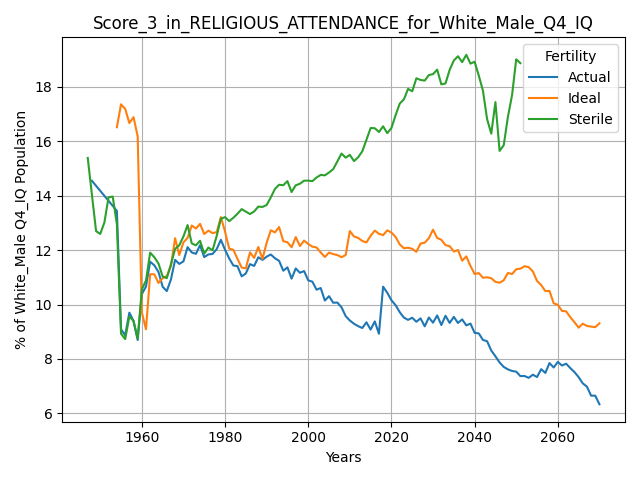 Score_3_in_RELIGIOUS_ATTENDANCE_for_White_Male_Q4_IQ
% of White_Male Q4_IQ Population
18
16
14
12
10
8
6
Fertility
Actual
Ideal
Sterile
1960
1980
2000
2020
2040
2060
Years